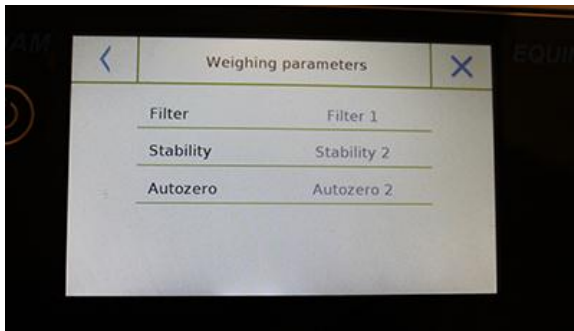 Weighing parameters
Filter Filter 1
Stability Stability 2
Autozero Autozero 2